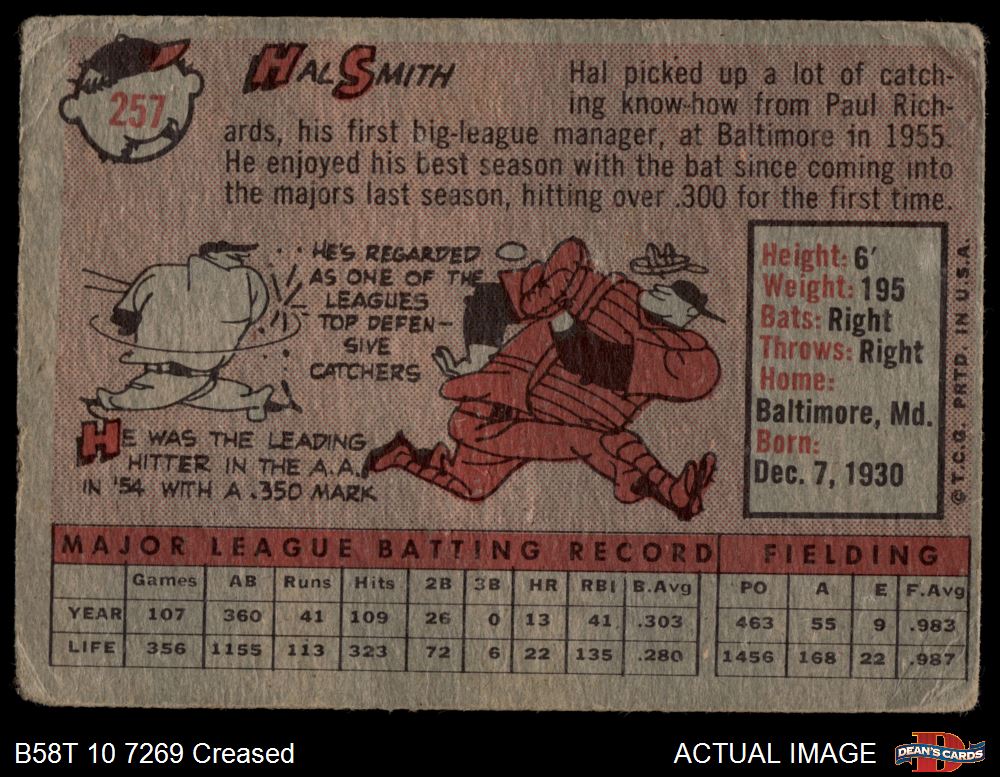 257
HAL SMITH
Hal picked up a lot of catch-
ing know-how from Paul Rich-
ards, his first big-league manager, at Baltimore in 1955.
He enjoyed his best season with the bat since coming into
the majors last season, hitting over .300 for the first time.
HE'S REGARDED
AS ONE OF THE
LEAGUES
TOP DEFEN-
SIVE
CATCHERS
HE WAS THE LEADING
HITTER IN THE A.A.
IN '54 WITH A .350 MARK
Height: 6'
Weight: 195
Bats: Right
Throws: Right
Home:
Baltimore, Md.
Born:
Dec. 7, 1930
© T.C.G. PRTD. IN U.S.A.
MAJOR LEAGUE BATTING RECORD FIELDING
Games AB Runs Hits 2B 3B HR RBI B.Avg PO A E F.Avg
YEAR 107 360 41 109 26 0 13 41 .303 463 55 9 .983
LIFE 356 1155 113 323 72 6 22 135 .280 1456 168 22 .987
B58T 10 7269 Creased
ACTUAL IMAGE
DEAN'S CARDS